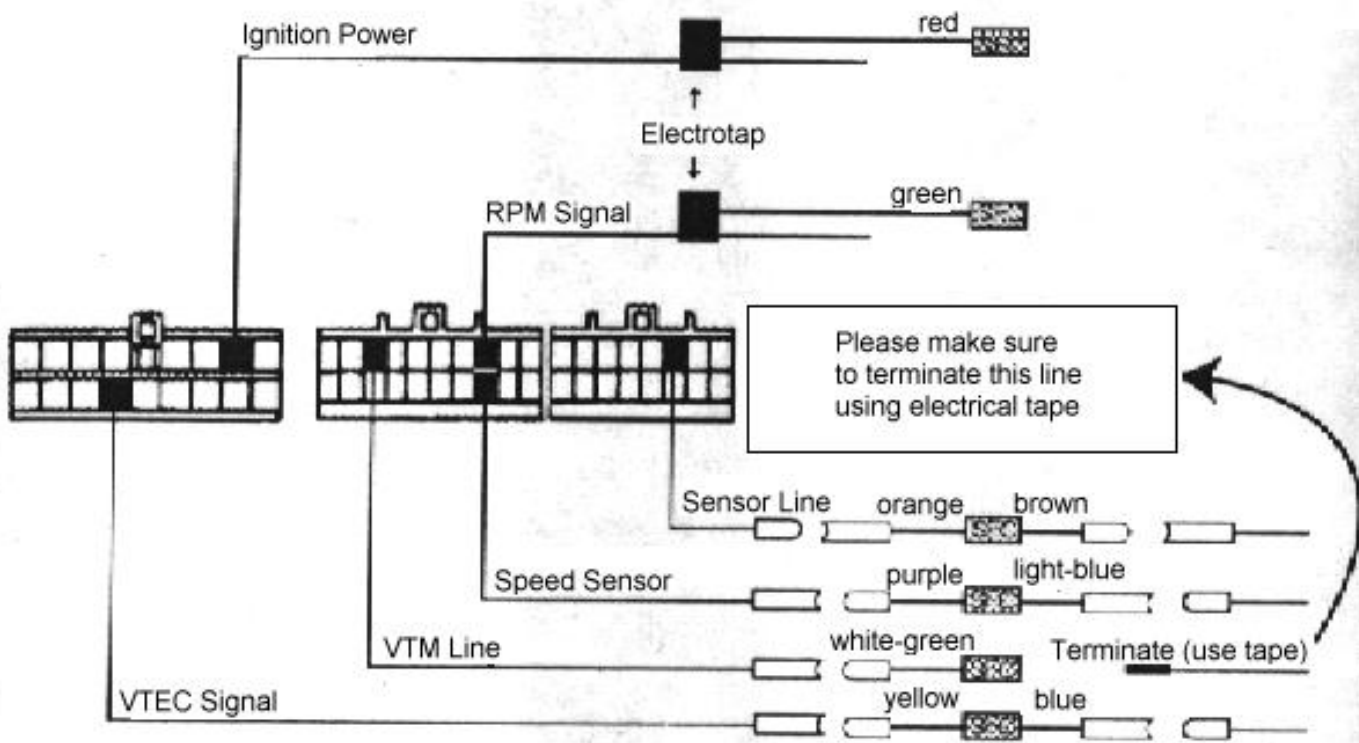 Ignition Power
red
↑
Electrotap
↓
RPM Signal
green
Please make sure
to terminate this line
using electrical tape
Sensor Line
orange
brown
Speed Sensor
purple
light-blue
VTM Line
white-green
Terminate (use tape)
VTEC Signal
yellow
blue